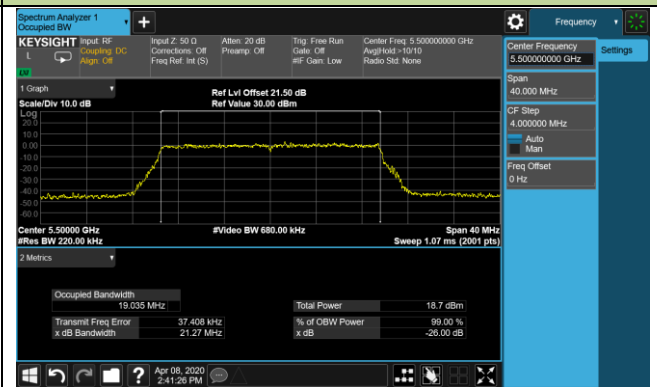 Spectrum Analyzer 1
Occupied BW
+
Frequency
KEYSIGHT
L
Input: RF
Coupling: DC
Align: Off
Input Z: 50 Ω
Corrections: Off
Freq Ref: Int (S)
Atten: 20 dB
Preamp: Off
Trig: Free Run
Gate: Off
#IF Gain: Low
Center Freq: 5.500000000 GHz
Avg|Hold:>10/10
Radio Std: None
Center Frequency
5.500000000 GHz
Settings
Span
40.000 MHz
CF Step
4.000000 MHz
Auto
Man
Freq Offset
0 Hz
1 Graph
Scale/Div 10.0 dB
Ref Lvl Offset 21.50 dB
Ref Value 30.00 dBm
Log
20.0
10.0
0.00
-10.0
-20.0
-30.0
-40.0
-50.0
-60.0
Center 5.50000 GHz
#Res BW 220.00 kHz
#Video BW 680.00 kHz
Span 40 MHz
Sweep 1.07 ms (2001 pts)
2 Metrics
Occupied Bandwidth
19.035 MHz
Total Power 18.7 dBm
Transmit Freq Error 37.408 kHz
% of OBW Power 99.00 %
x dB Bandwidth 21.27 MHz
x dB -26.00 dB
?
Apr 08, 2020
2:41:26 PM